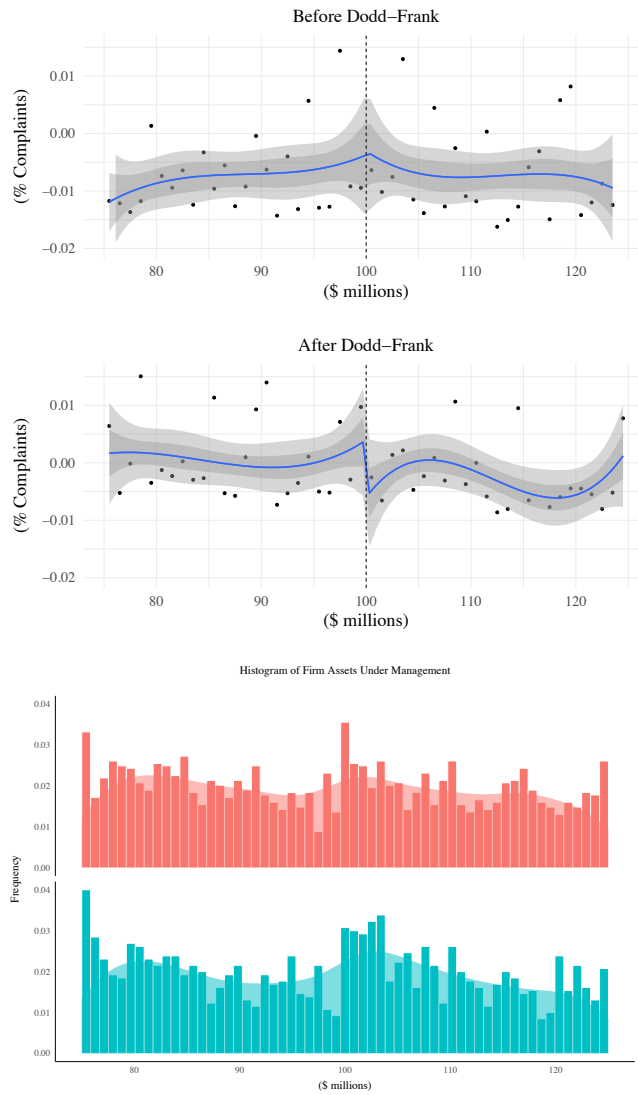 Before Dodd−Frank
(% Complaints)
0.01
0.00
−0.01
−0.02
80 90 100 110 120
($ millions)
After Dodd−Frank
(% Complaints)
0.01
0.00
−0.01
−0.02
80 90 100 110 120
($ millions)
Histogram of Firm Assets Under Management
Frequency
0.04
0.03
0.02
0.01
0.00
0.04
0.03
0.02
0.01
0.00
80 90 100 110 120
($ millions)